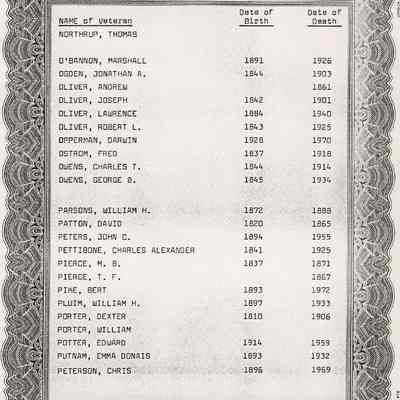 Date of Date of
NAME of Veteran Birth Death
NORTHRUP, THOMAS
O'BANNON, MARSHALL 1891 1926
OGDEN, JONATHAN A. 1844 1903
OLIVER, ANDREW 1861
OLIVER, JOSEPH 1842 1901
OLIVER, LAWRENCE 1884 1940
OLIVER, ROBERT L. 1843 1925
OPPERMAN, DARWIN 1928 1970
OSTROM, FRED 1837 1918
OWENS, CHARLES T. 1844 1914
OWENS, GEORGE B. 1845 1934
PARSONS, WILLIAM H. 1872 1888
PATTON, DAVID 1820 1865
PETERS, JOHN C. 1894 1955
PETTIBONE, CHARLES ALEXANDER 1841 1925
PIERCE, M. B. 1837 1871
PIERCE, T. F. 1867
PIKE, BERT 1893 1972
PLUIM, WILLIAM H. 1897 1933
PORTER, DEXTER 1810 1906
PORTER, WILLIAM
POTTER, EDWARD 1914 1959
PUTNAM, EMMA DONAIS 1893 1932
PETERSON, CHRIS 1896 1969